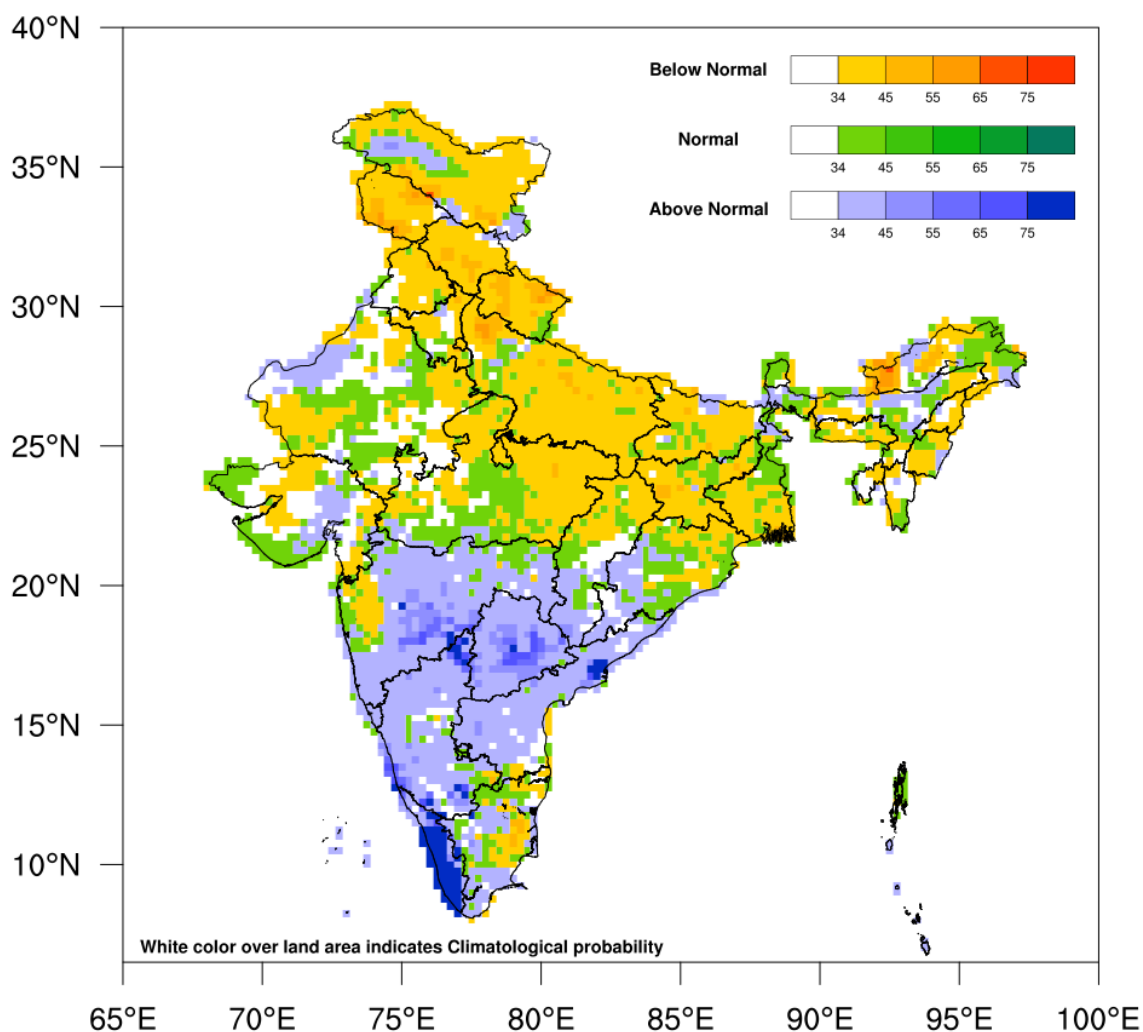 40°N
35°N
30°N
25°N
20°N
15°N
10°N
Below Normal
34 45 55 65 75
Normal
34 45 55 65 75
Above Normal
34 45 55 65 75
White color over land area indicates Climatological probability
65°E 70°E 75°E 80°E 85°E 90°E 95°E 100°E